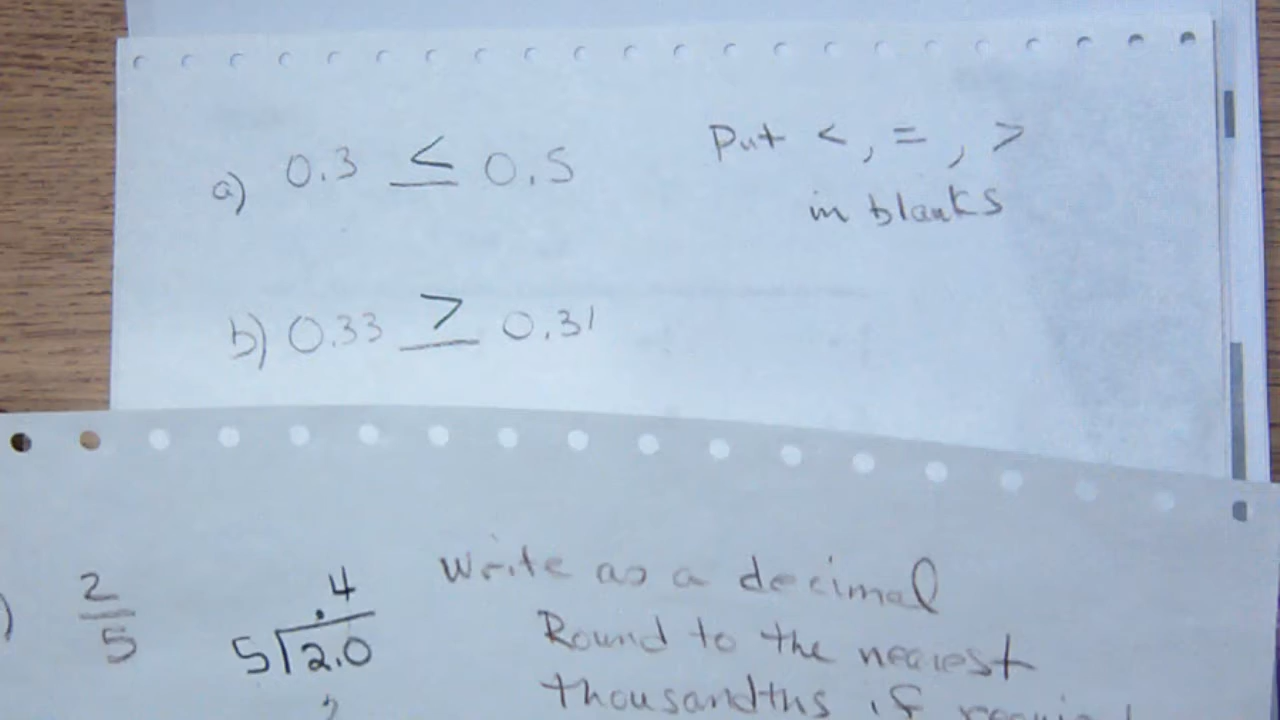 a) 0.3 < 0.5
Put <, =, >
in blanks
b) 0.33 > 0.31
) 2/5
.4
5)2.0
Write as a decimal
Round to the nearest
thousandths if